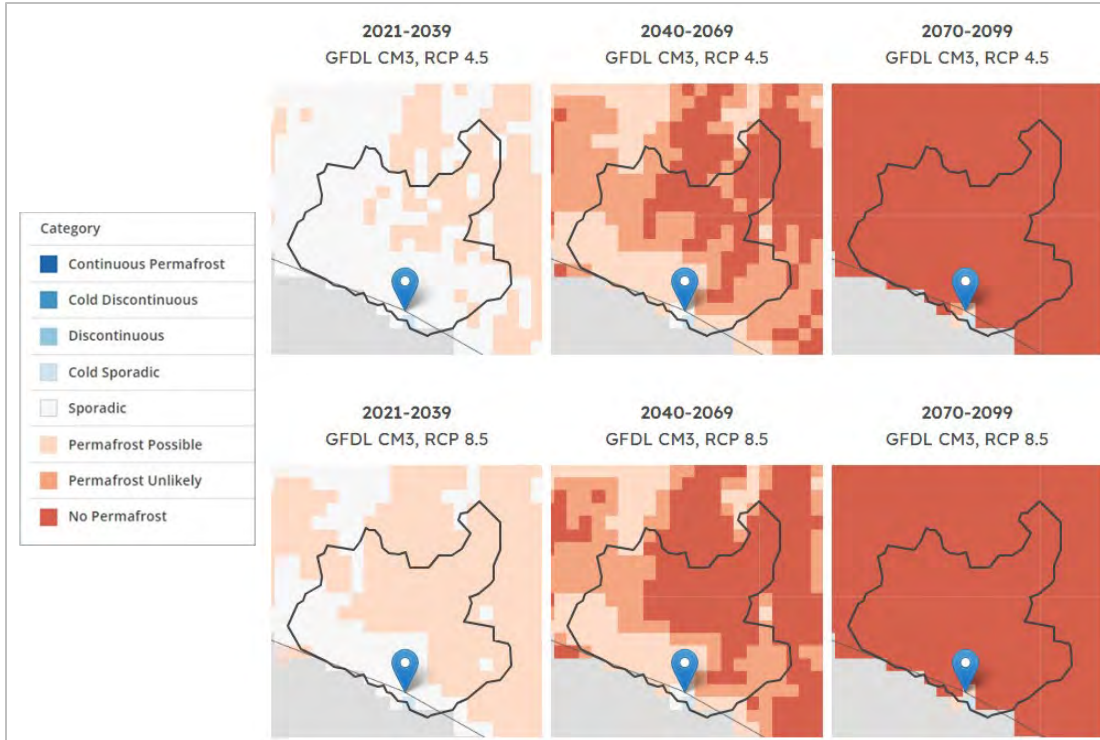 2021-2039
GFDL CM3, RCP 4.5
2040-2069
GFDL CM3, RCP 4.5
2070-2099
GFDL CM3, RCP 4.5
Category
Continuous Permafrost
Cold Discontinuous
Discontinuous
Cold Sporadic
Sporadic
Permafrost Possible
Permafrost Unlikely
No Permafrost
2021-2039
GFDL CM3, RCP 8.5
2040-2069
GFDL CM3, RCP 8.5
2070-2099
GFDL CM3, RCP 8.5